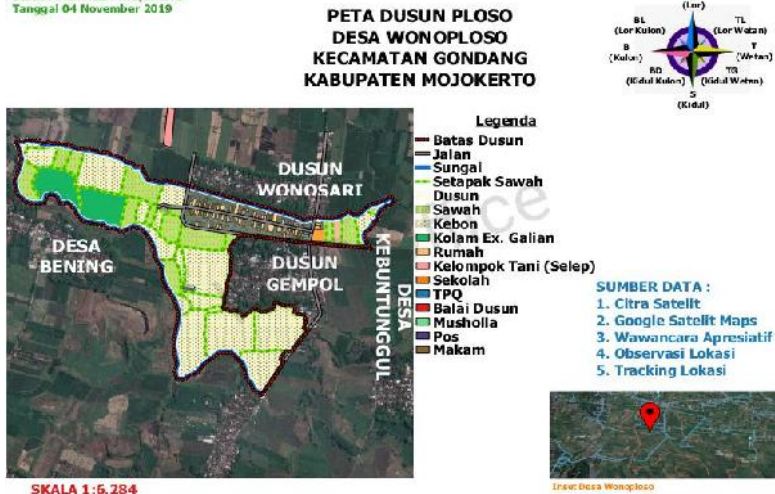 Tanggal 04 November 2019
PETA DUSUN PLOSO
DESA WONOPLOSO
KECAMATAN GONDANG
KABUPATEN MOJOKERTO
(Lor)
BL
(Lor Kulon)
TL
(Lor Wetan)
B
(Kulon)
T
(Wetan)
BD
(Kidul Kulon)
TG
(Kidul Wetan)
S
(Kidul)
DUSUN
WONOSARI
DESA
BENING
DUSUN
GEMPOL
DESA
KEBUNTUNGGUL
Legenda
Batas Dusun
Jalan
Sungai
Setapak Sawah
Dusun
Sawah
Kebon
Kolam Ex. Galian
Rumah
Kelompok Tani (Selep)
Sekolah
TPQ
Balai Dusun
Musholla
Pos
Makam
SUMBER DATA :
1. Citra Satelit
2. Google Satelit Maps
3. Wawancara Apresiatif
4. Observasi Lokasi
5. Tracking Lokasi
Inset Desa Wonoploso
SKALA 1:6.284